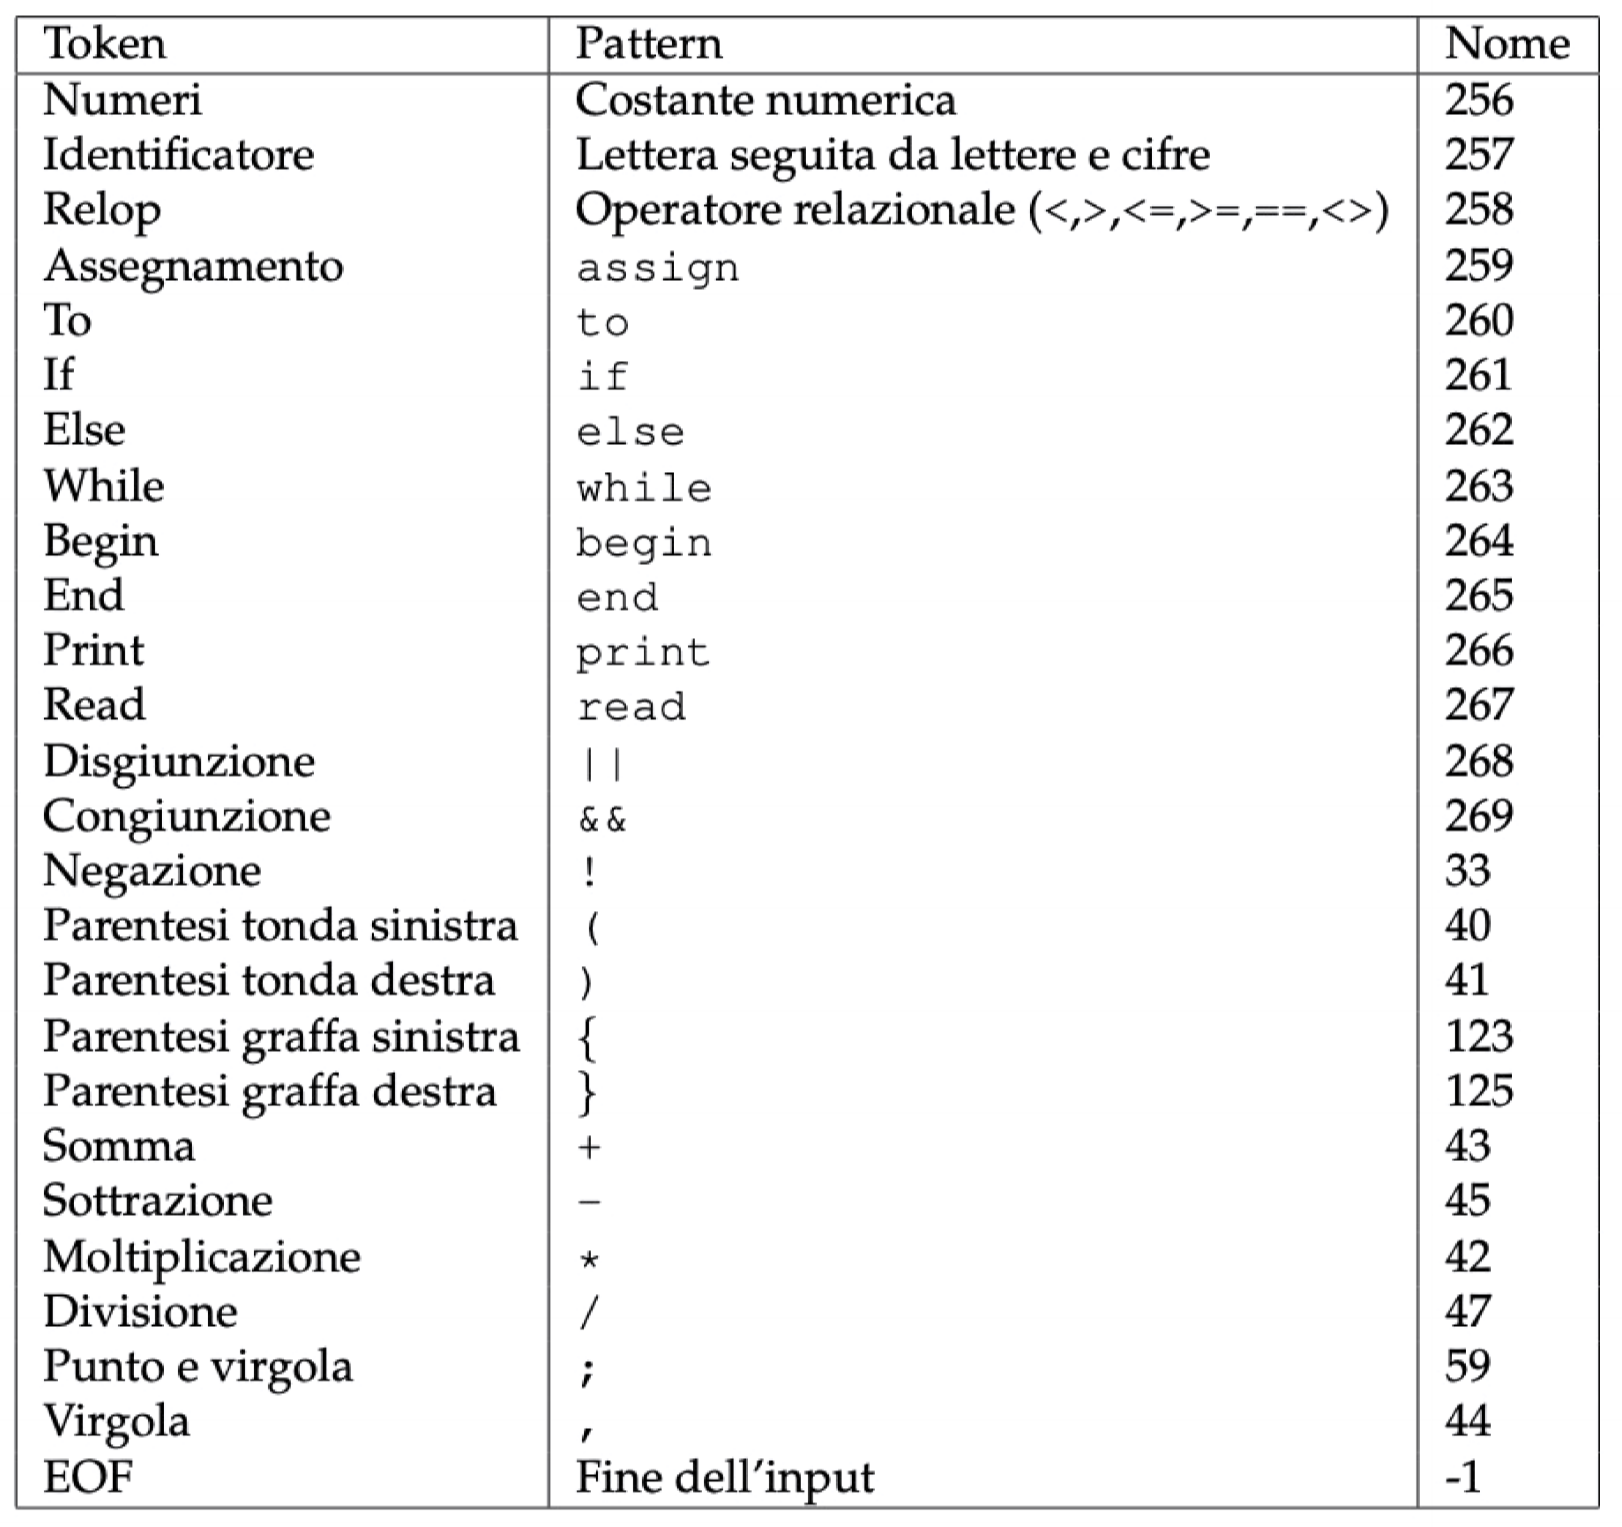 Token Pattern Nome
Numeri Costante numerica 256
Identificatore Lettera seguita da lettere e cifre 257
Relop Operatore relazionale (<,>,<=,>=,==,<>) 258
Assegnamento assign 259
To to 260
If if 261
Else else 262
While while 263
Begin begin 264
End end 265
Print print 266
Read read 267
Disgiunzione || 268
Congiunzione && 269
Negazione ! 33
Parentesi tonda sinistra ( 40
Parentesi tonda destra ) 41
Parentesi graffa sinistra { 123
Parentesi graffa destra } 125
Somma + 43
Sottrazione - 45
Moltiplicazione * 42
Divisione / 47
Punto e virgola ; 59
Virgola , 44
EOF Fine dell'input -1